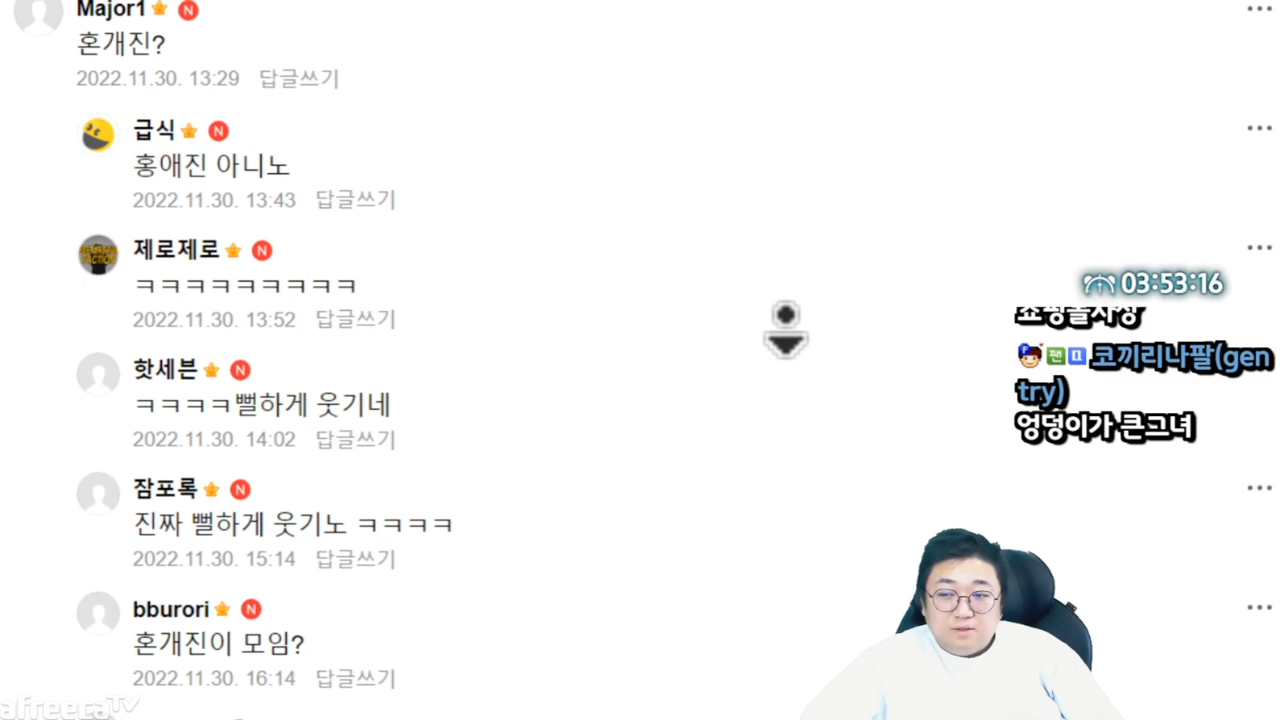 Major1 N
혼개진?
2022.11.30. 13:29 답글쓰기
급식 N
홍애진 아니노
2022.11.30. 13:43 답글쓰기
제로제로 N
ㅋㅋㅋㅋㅋㅋㅋㅋㅋ
2022.11.30. 13:52 답글쓰기
핫세븐 N
ㅋㅋㅋㅋ뻘하게 웃기네
2022.11.30. 14:02 답글쓰기
잠포록 N
진짜 뻘하게 웃기노 ㅋㅋㅋㅋ
2022.11.30. 15:14 답글쓰기
bburori N
혼개진이 모임?
2022.11.30. 16:14 답글쓰기
03:53:16
쇼핑몰사장
F 팬 코끼리나팔(gen
try)
엉덩이가 큰그녀
afreecaTV